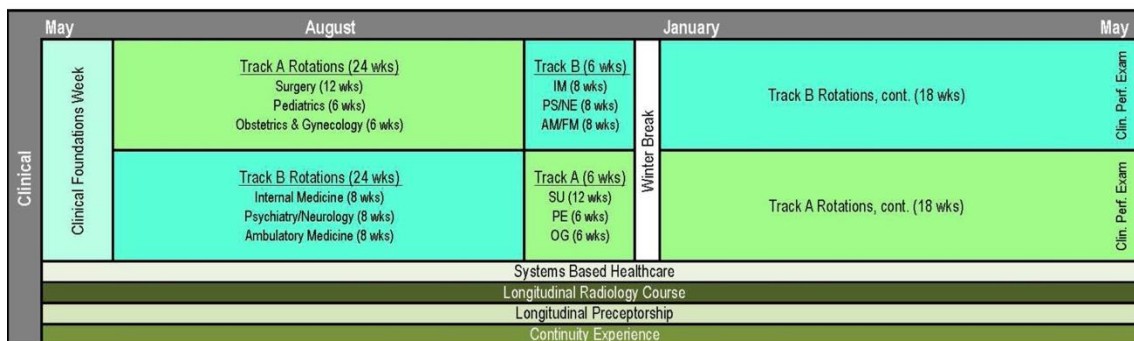 May
August
January
May
Clinical
Clinical Foundations Week
Track A Rotations (24 wks)
Surgery (12 wks)
Pediatrics (6 wks)
Obstetrics & Gynecology (6 wks)
Track B (6 wks)
IM (8 wks)
PS/NE (8 wks)
AM/FM (8 wks)
Winter Break
Track B Rotations, cont. (18 wks)
Clin. Perf. Exam
Track B Rotations (24 wks)
Internal Medicine (8 wks)
Psychiatry/Neurology (8 wks)
Ambulatory Medicine (8 wks)
Track A (6 wks)
SU (12 wks)
PE (6 wks)
OG (6 wks)
Track A Rotations, cont. (18 wks)
Clin. Perf. Exam
Systems Based Healthcare
Longitudinal Radiology Course
Longitudinal Preceptorship
Continuity Experience